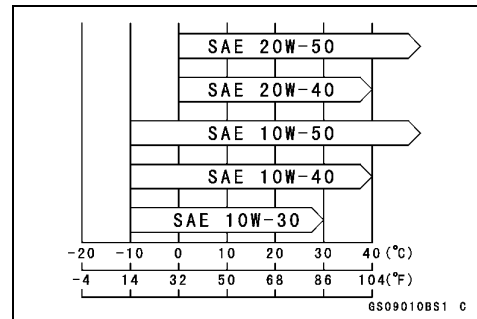 SAE 20W-50
SAE 20W-40
SAE 10W-50
SAE 10W-40
SAE 10W-30
-20 -10 0 10 20 30 40 (°C)
-4 14 32 50 68 86 104 (°F)
GS09010BS1 C